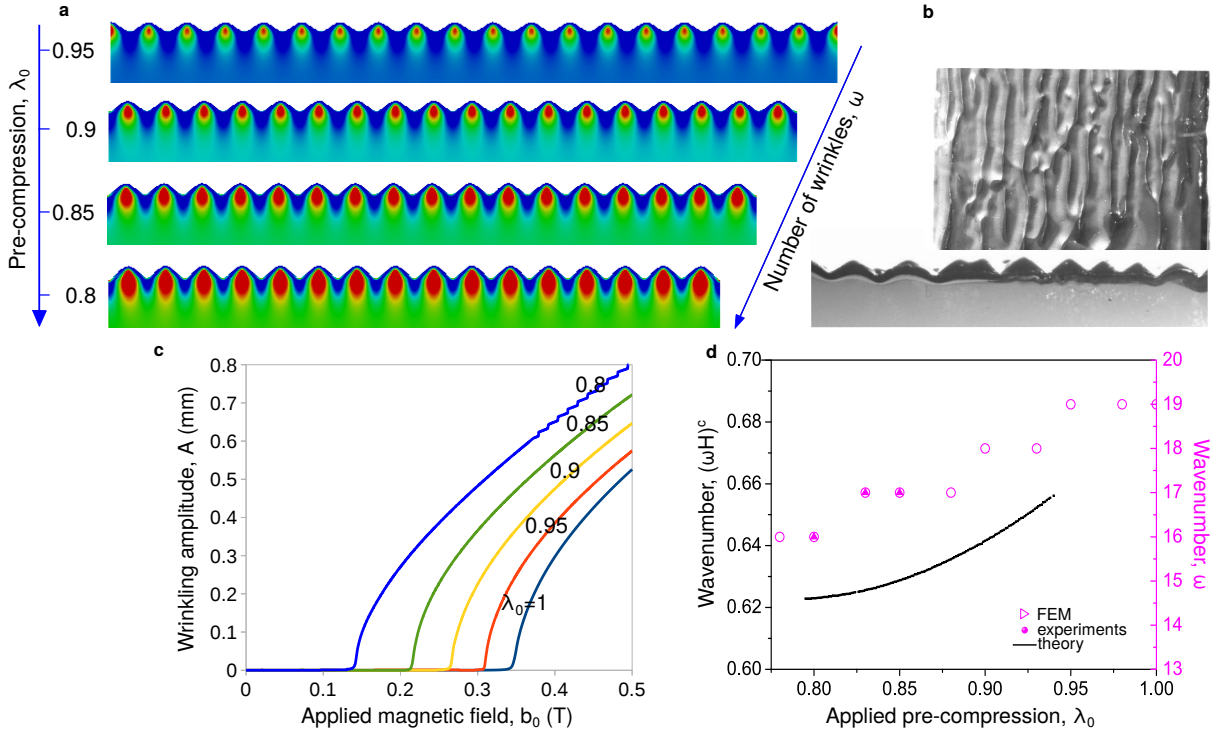 a
Pre-compression, λ₀
0.95
0.9
0.85
0.8
Number of wrinkles, ω
b
c
Wrinkling amplitude, A (mm)
0.8
0.7
0.6
0.5
0.4
0.3
0.2
0.1
0
0.8
0.85
0.9
0.95
λ₀=1
0 0.1 0.2 0.3 0.4 0.5
Applied magnetic field, b₀ (T)
d
Wavenumber, (ωH)ᶜ
0.70
0.68
0.66
0.64
0.62
0.60
FEM
experiments
theory
0.80 0.85 0.90 0.95 1.00
Applied pre-compression, λ₀
20
19
18
17
16
15
14
13
Wavenumber, ω